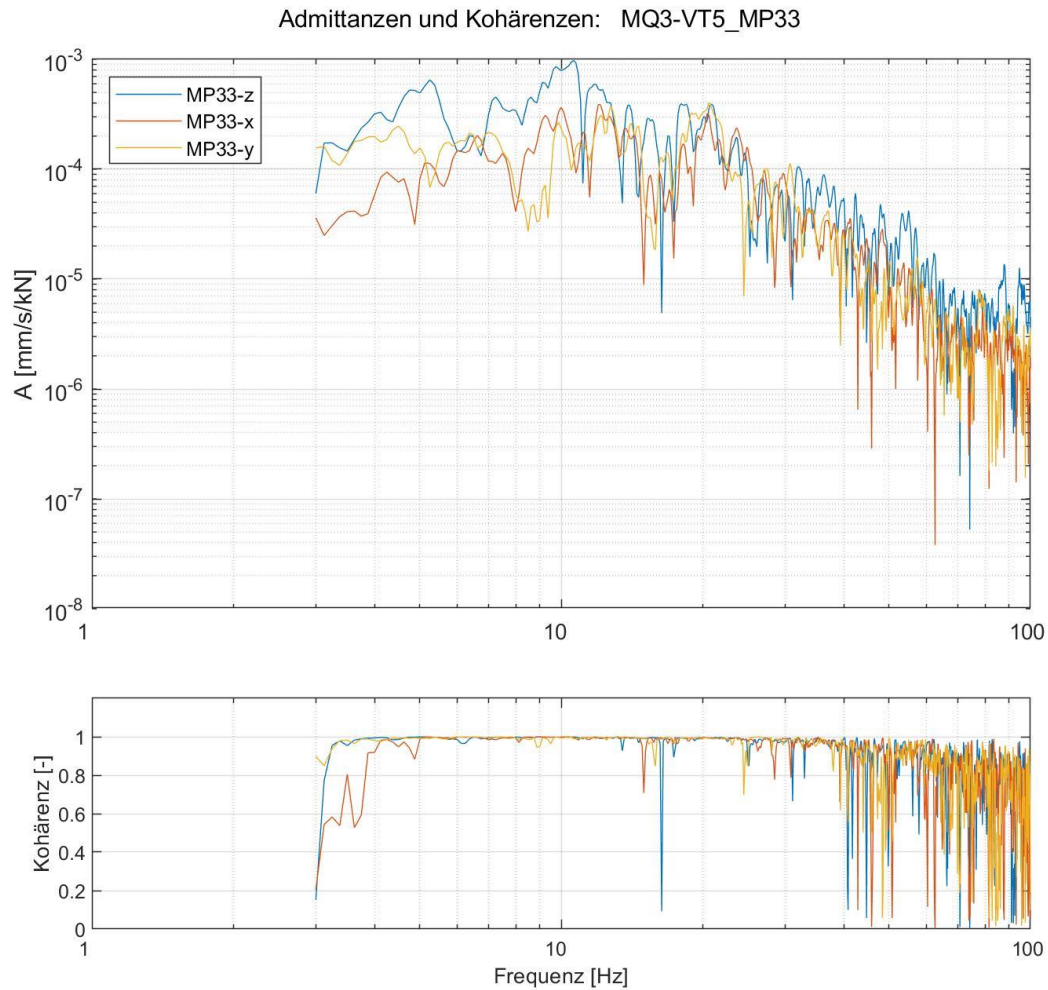 Admittanzen und Kohärenzen: MQ3-VT5_MP33
MP33-z
MP33-x
MP33-y
A [mm/s/kN]
10^-3
10^-4
10^-5
10^-6
10^-7
10^-8
1
10
100
Kohärenz [-]
1
0.8
0.6
0.4
0.2
0
1
10
100
Frequenz [Hz]